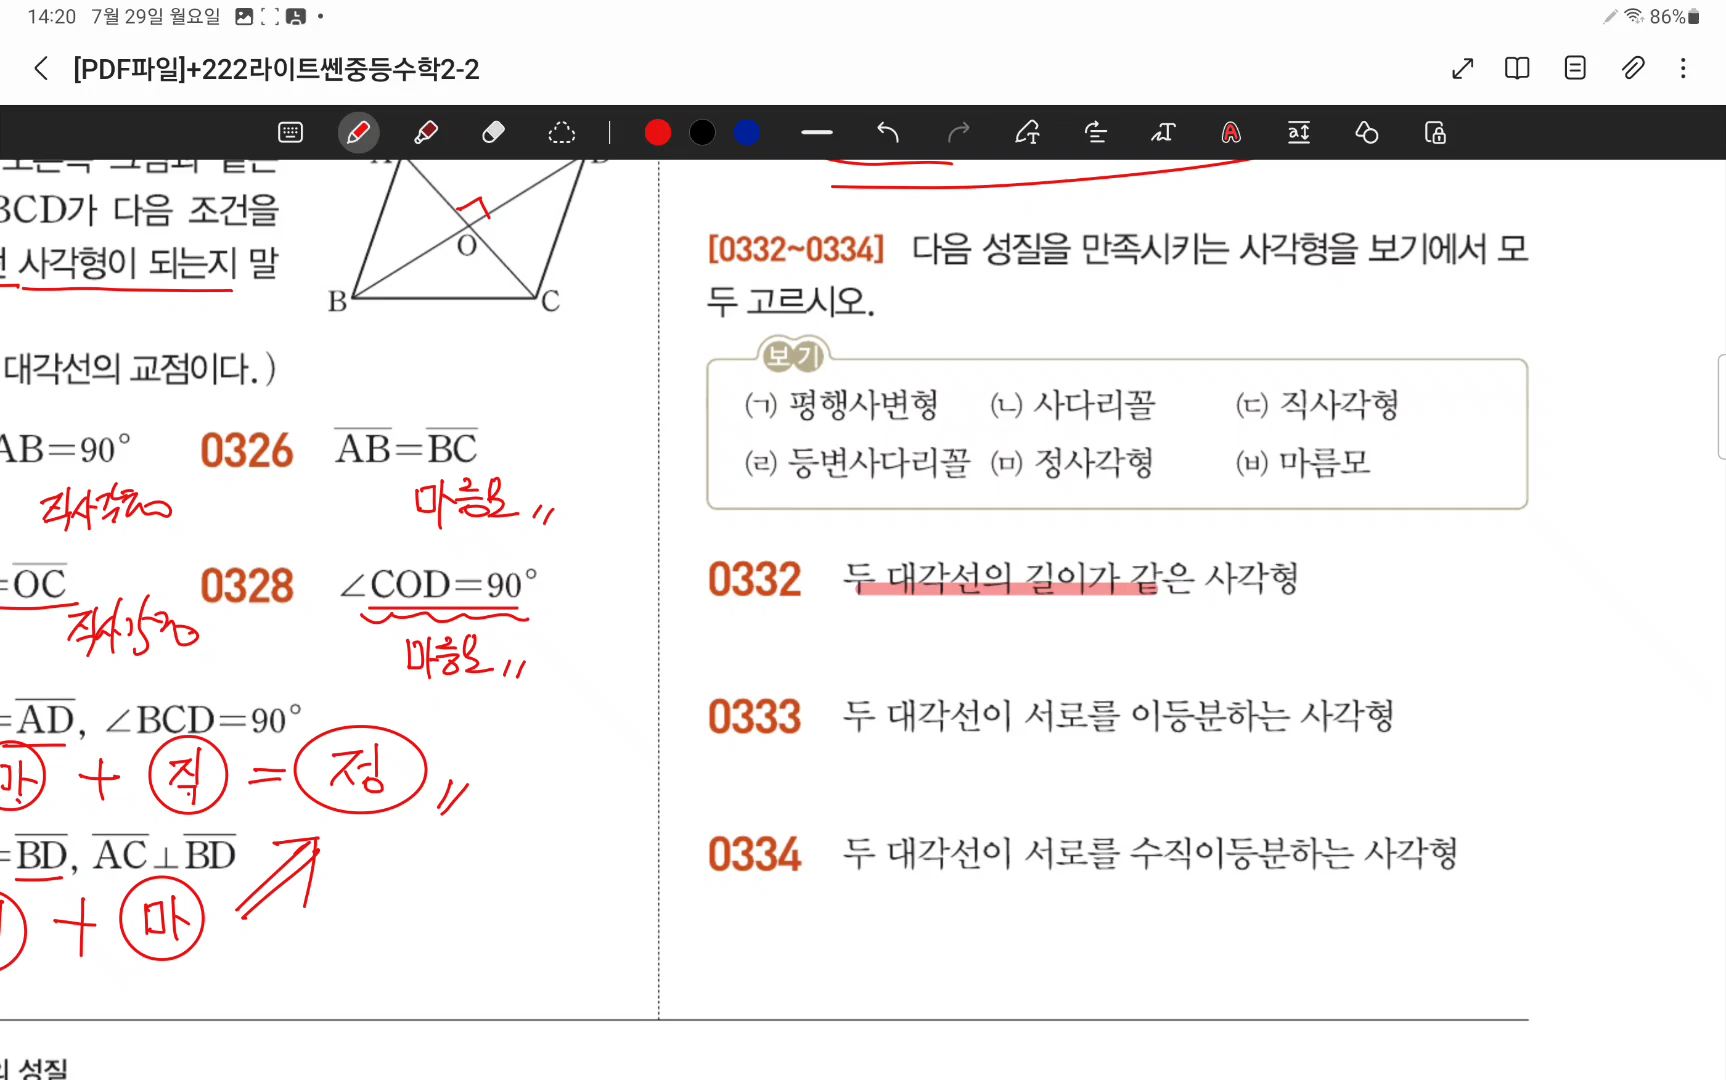 14:20 7월 29일 월요일
86%
[PDF파일]+222라이트쎈중등수학2-2
BCD가 다음 조건을
사각형이 되는지 말
O
B
C
대각선의 교점이다.)
AB=90°
0326 AB=BC
직사각형
마름모 〃
=OC
0328 ∠COD=90°
직사각형
마름모 〃
=AD, ∠BCD=90°
마 + 직 = 정 〃
=BD, AC⊥BD
+ 마
의 성질
[0332~0334] 다음 성질을 만족시키는 사각형을 보기에서 모
두 고르시오.
보기
(ㄱ) 평행사변형 (ㄴ) 사다리꼴 (ㄷ) 직사각형
(ㄹ) 등변사다리꼴 (ㅁ) 정사각형 (ㅂ) 마름모
0332 두 대각선의 길이가 같은 사각형
0333 두 대각선이 서로를 이등분하는 사각형
0334 두 대각선이 서로를 수직이등분하는 사각형